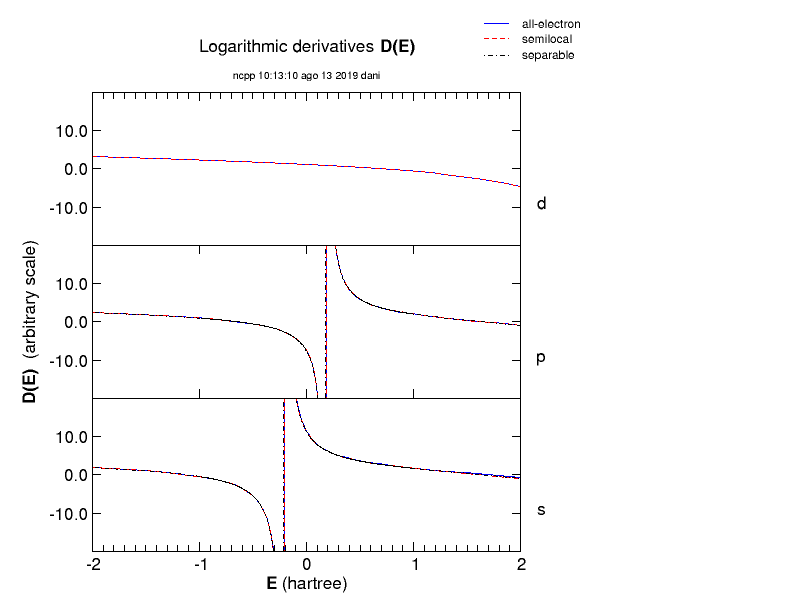 all-electron
semilocal
separable
Logarithmic derivatives D(E)
ncpp 10:13:10 ago 13 2019 dani
10.0
0.0
-10.0
d
10.0
0.0
-10.0
p
10.0
0.0
-10.0
s
D(E) (arbitrary scale)
-2 -1 0 1 2
E (hartree)